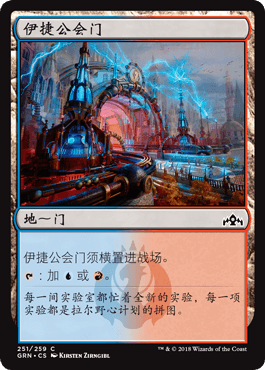 伊捷公会门
地～门
伊捷公会门须横置进战场。
：加或。
每一间实验室都忙着全新的实验，每一项
实验都是拉尔野心计划的拼图。
251/259 C
GRN • CS KIRSTEN ZIRNGIBL
™ & © 2018 Wizards of the Coast